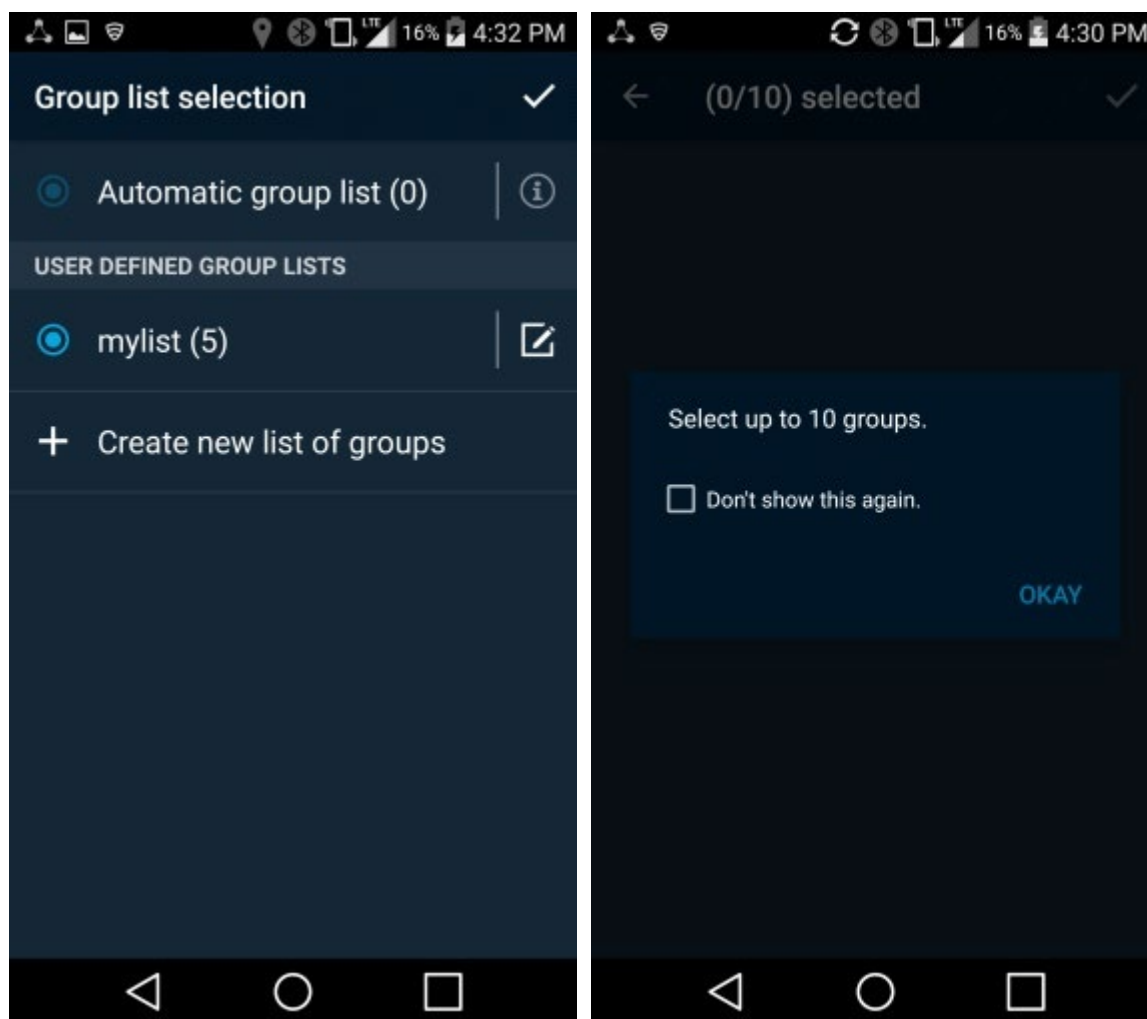 LTE 16% 4:32 PM
Group list selection
Automatic group list (0)
USER DEFINED GROUP LISTS
mylist (5)
Create new list of groups
LTE 16% 4:30 PM
(0/10) selected
Select up to 10 groups.
Don't show this again.
OKAY